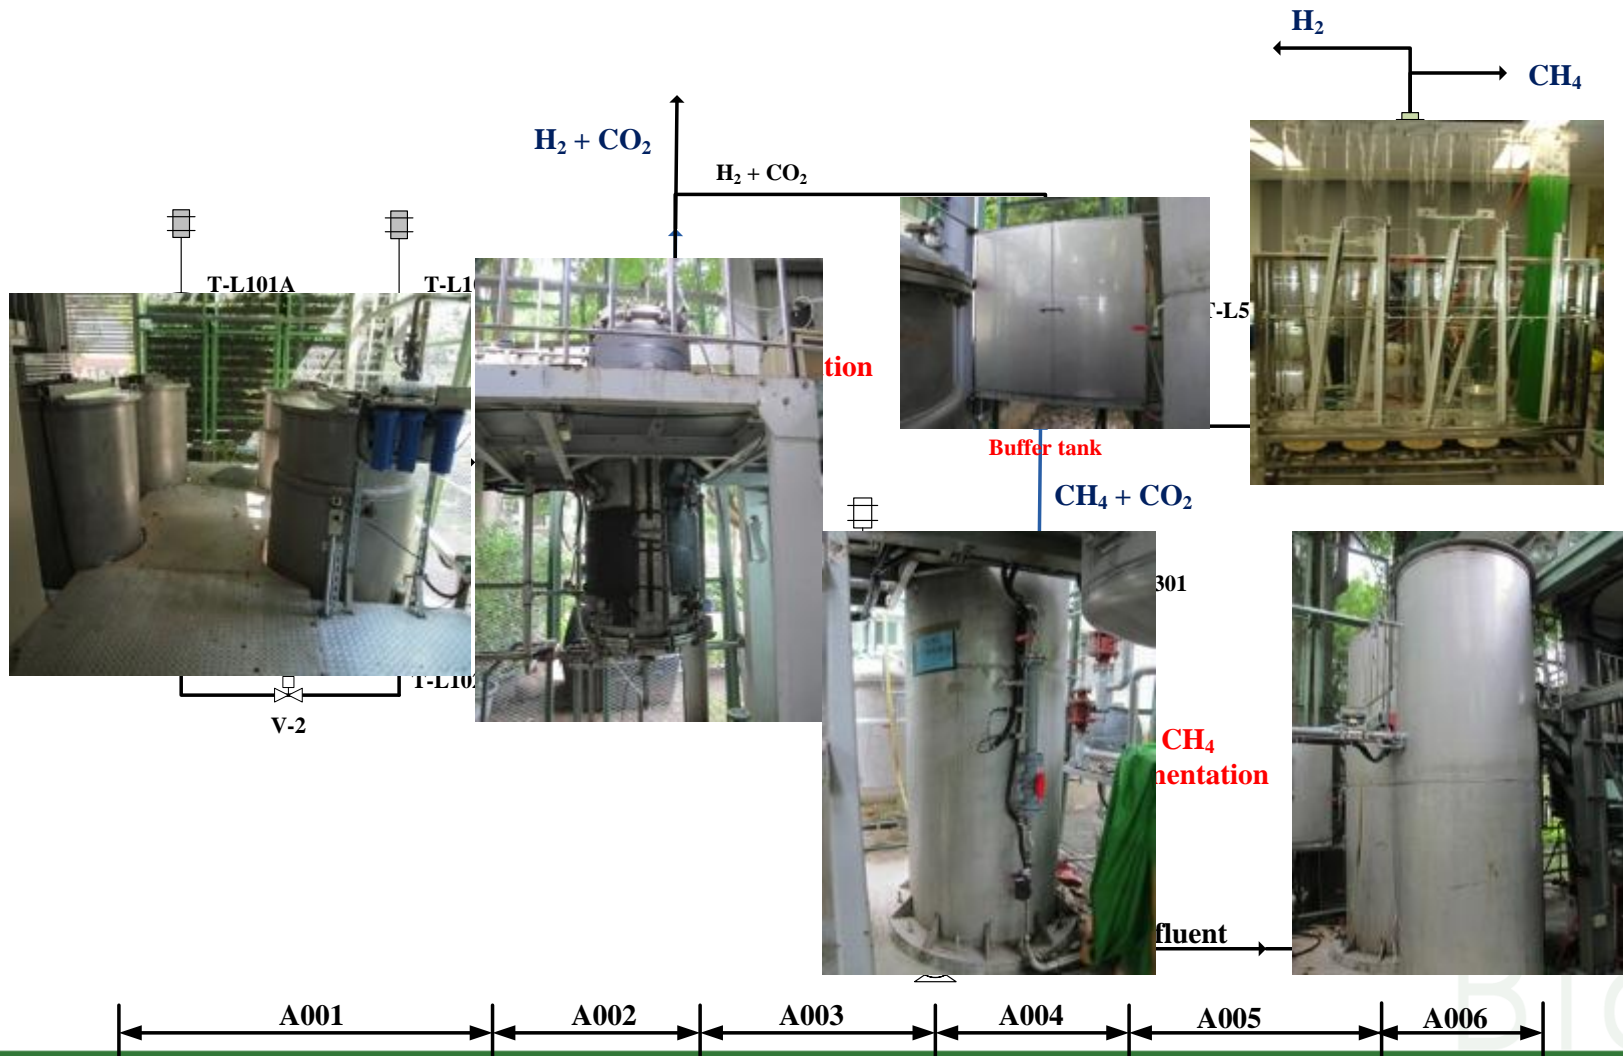 H₂
CH₄
H₂ + CO₂
H₂ + CO₂
T-L101A
T-L10
T-L5
tion
Buffer tank
CH₄ + CO₂
301
T-L102
V-2
CH₄
mentation
fluent
A001
A002
A003
A004
A005
A006